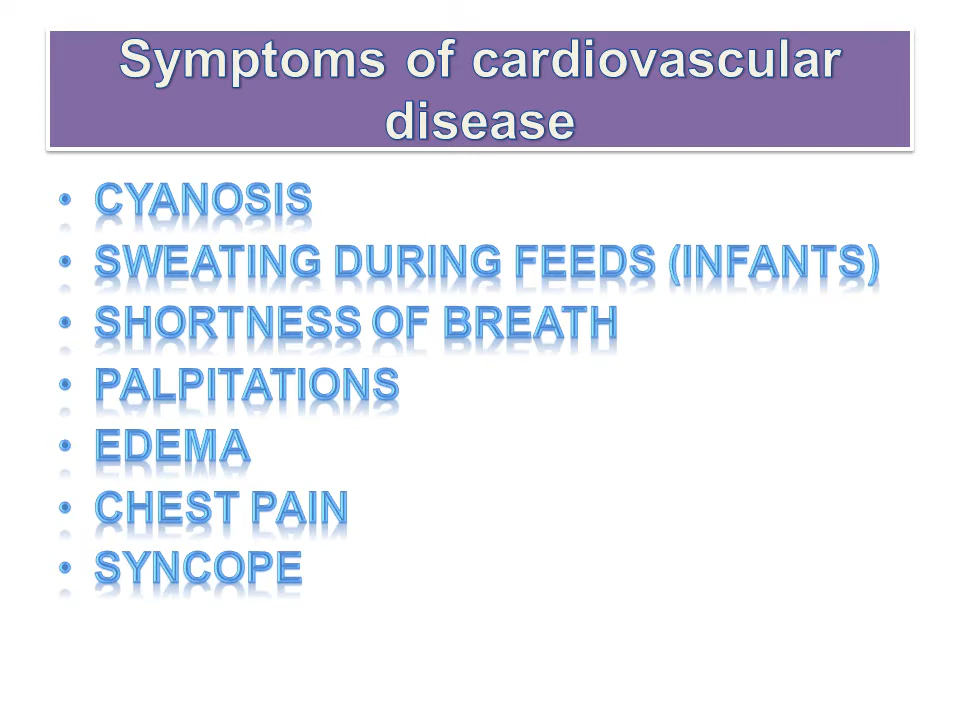 Symptoms of cardiovascular
disease
• CYANOSIS
• SWEATING DURING FEEDS (INFANTS)
• SHORTNESS OF BREATH
• PALPITATIONS
• EDEMA
• CHEST PAIN
• SYNCOPE